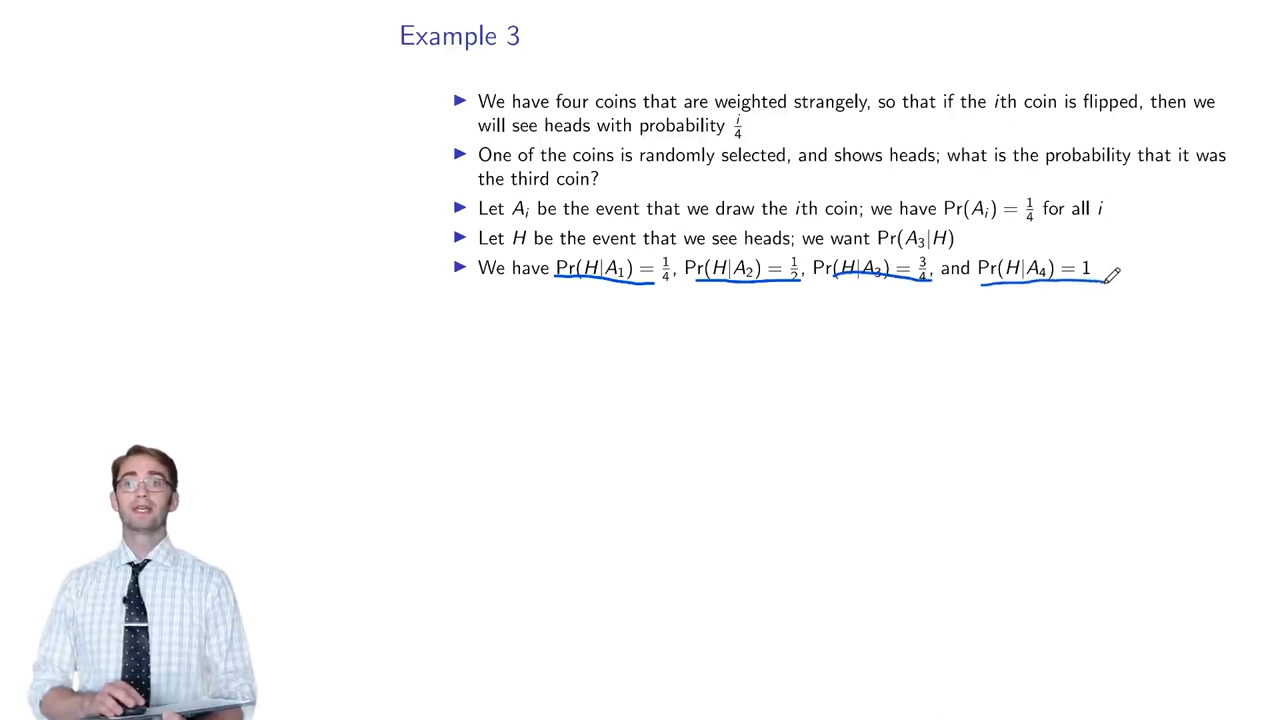 Example 3
We have four coins that are weighted strangely, so that if the ith coin is flipped, then we
will see heads with probability i/4
One of the coins is randomly selected, and shows heads; what is the probability that it was
the third coin?
Let A_i be the event that we draw the ith coin; we have Pr(A_i) = 1/4 for all i
Let H be the event that we see heads; we want Pr(A_3|H)
We have Pr(H|A_1) = 1/4, Pr(H|A_2) = 1/2, Pr(H|A_3) = 3/4, and Pr(H|A_4) = 1